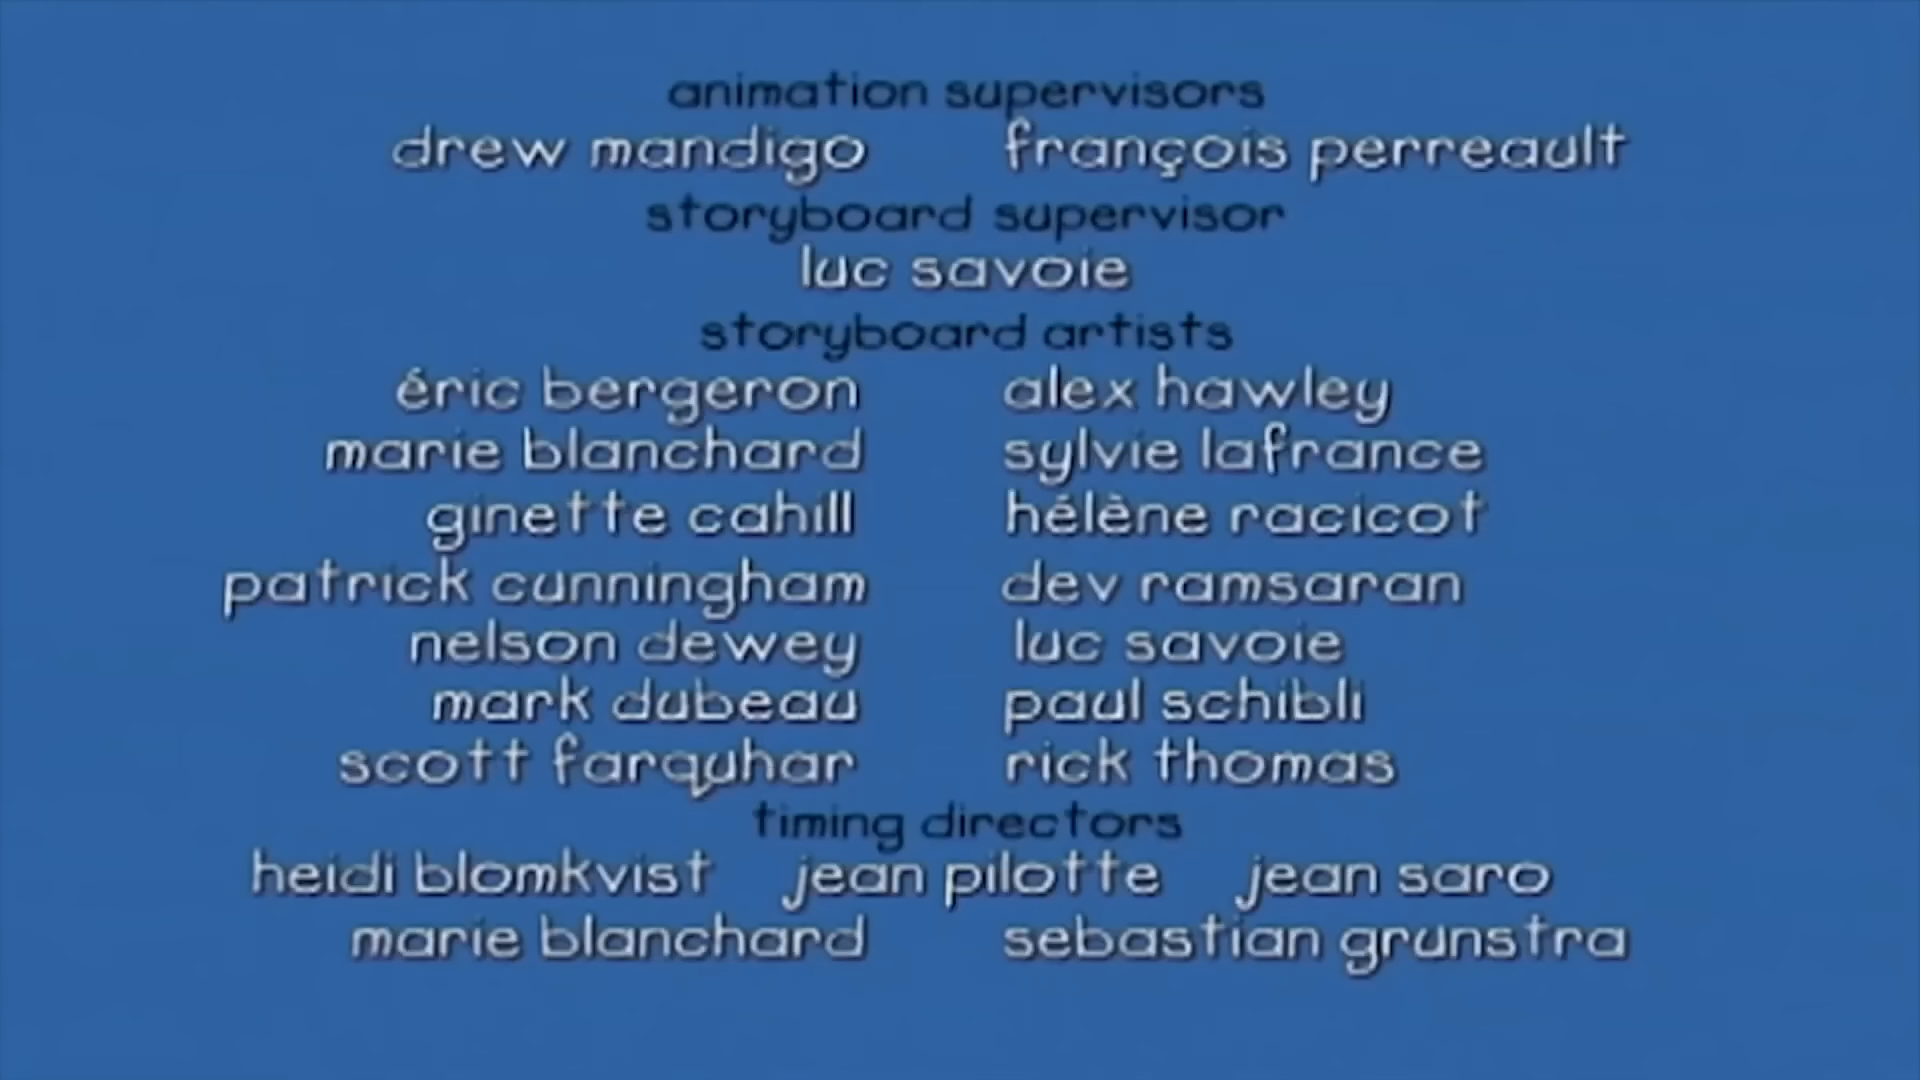 animation supervisors
drew mandigo françois perreault
storyboard supervisor
luc savoie
storyboard artists
éric bergeron alex hawley
marie blanchard sylvie lafrance
ginette cahill hélène racicot
patrick cunningham dev ramsaran
nelson dewey luc savoie
mark dubeau paul schibli
scott farquhar rick thomas
timing directors
heidi blomkvist jean pilotte jean saro
marie blanchard sebastian grunstra